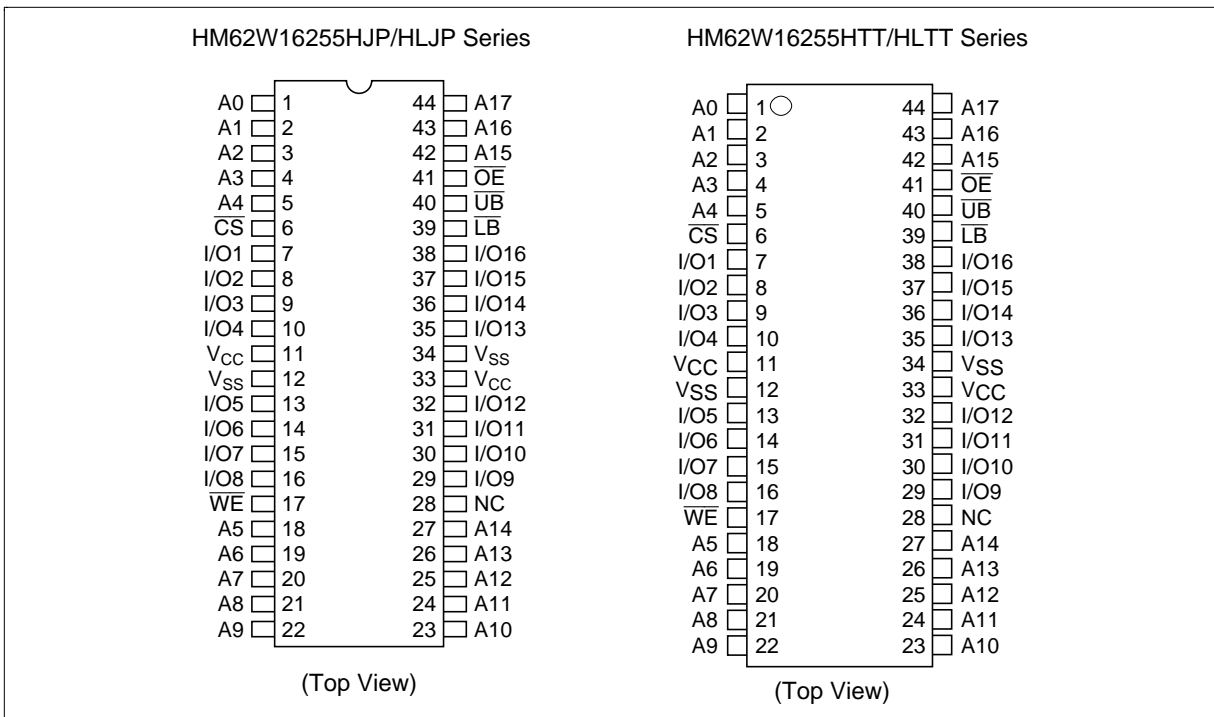 HM62W16255HJP/HLJP Series
A0 1 44 A17
A1 2 43 A16
A2 3 42 A15
A3 4 41 OE
A4 5 40 UB
CS 6 39 LB
I/O1 7 38 I/O16
I/O2 8 37 I/O15
I/O3 9 36 I/O14
I/O4 10 35 I/O13
VCC 11 34 VSS
VSS 12 33 VCC
I/O5 13 32 I/O12
I/O6 14 31 I/O11
I/O7 15 30 I/O10
I/O8 16 29 I/O9
WE 17 28 NC
A5 18 27 A14
A6 19 26 A13
A7 20 25 A12
A8 21 24 A11
A9 22 23 A10
(Top View)
HM62W16255HTT/HLTT Series
A0 1 44 A17
A1 2 43 A16
A2 3 42 A15
A3 4 41 OE
A4 5 40 UB
CS 6 39 LB
I/O1 7 38 I/O16
I/O2 8 37 I/O15
I/O3 9 36 I/O14
I/O4 10 35 I/O13
VCC 11 34 VSS
VSS 12 33 VCC
I/O5 13 32 I/O12
I/O6 14 31 I/O11
I/O7 15 30 I/O10
I/O8 16 29 I/O9
WE 17 28 NC
A5 18 27 A14
A6 19 26 A13
A7 20 25 A12
A8 21 24 A11
A9 22 23 A10
(Top View)